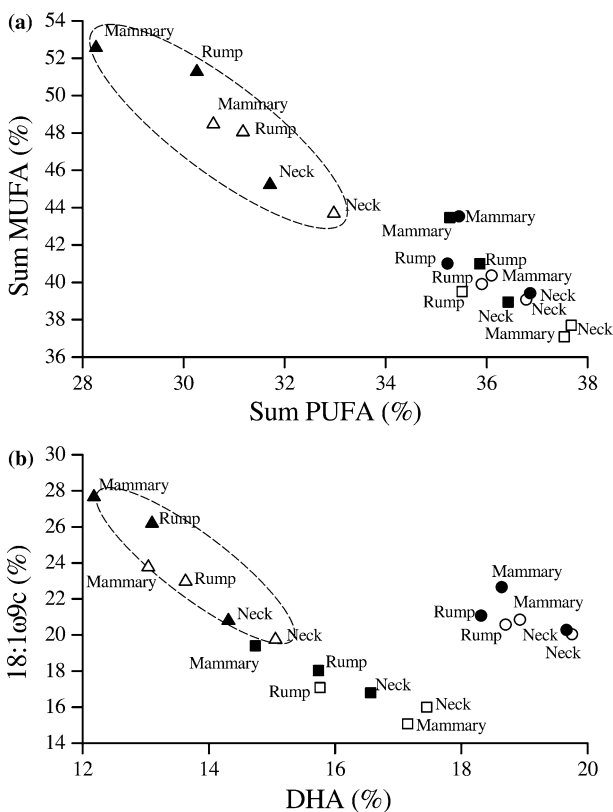 (a)
54
52
50
48
46
44
42
40
38
36
Sum MUFA (%)
Mammary
Rump
Mammary
Rump
Neck
Neck
Mammary
Mammary
Rump
Rump
Rump
Mammary
Rump
Neck
Neck
Neck
Mammary
Neck
28 30 32 34 36 38
Sum PUFA (%)
(b)
30
28
26
24
22
20
18
16
14
18:1ω9c (%)
Mammary
Rump
Mammary
Rump
Neck
Neck
Mammary
Rump
Rump
Neck
Neck
Mammary
Mammary
Mammary
Rump
Rump
Neck
Neck
12 14 16 18 20
DHA (%)